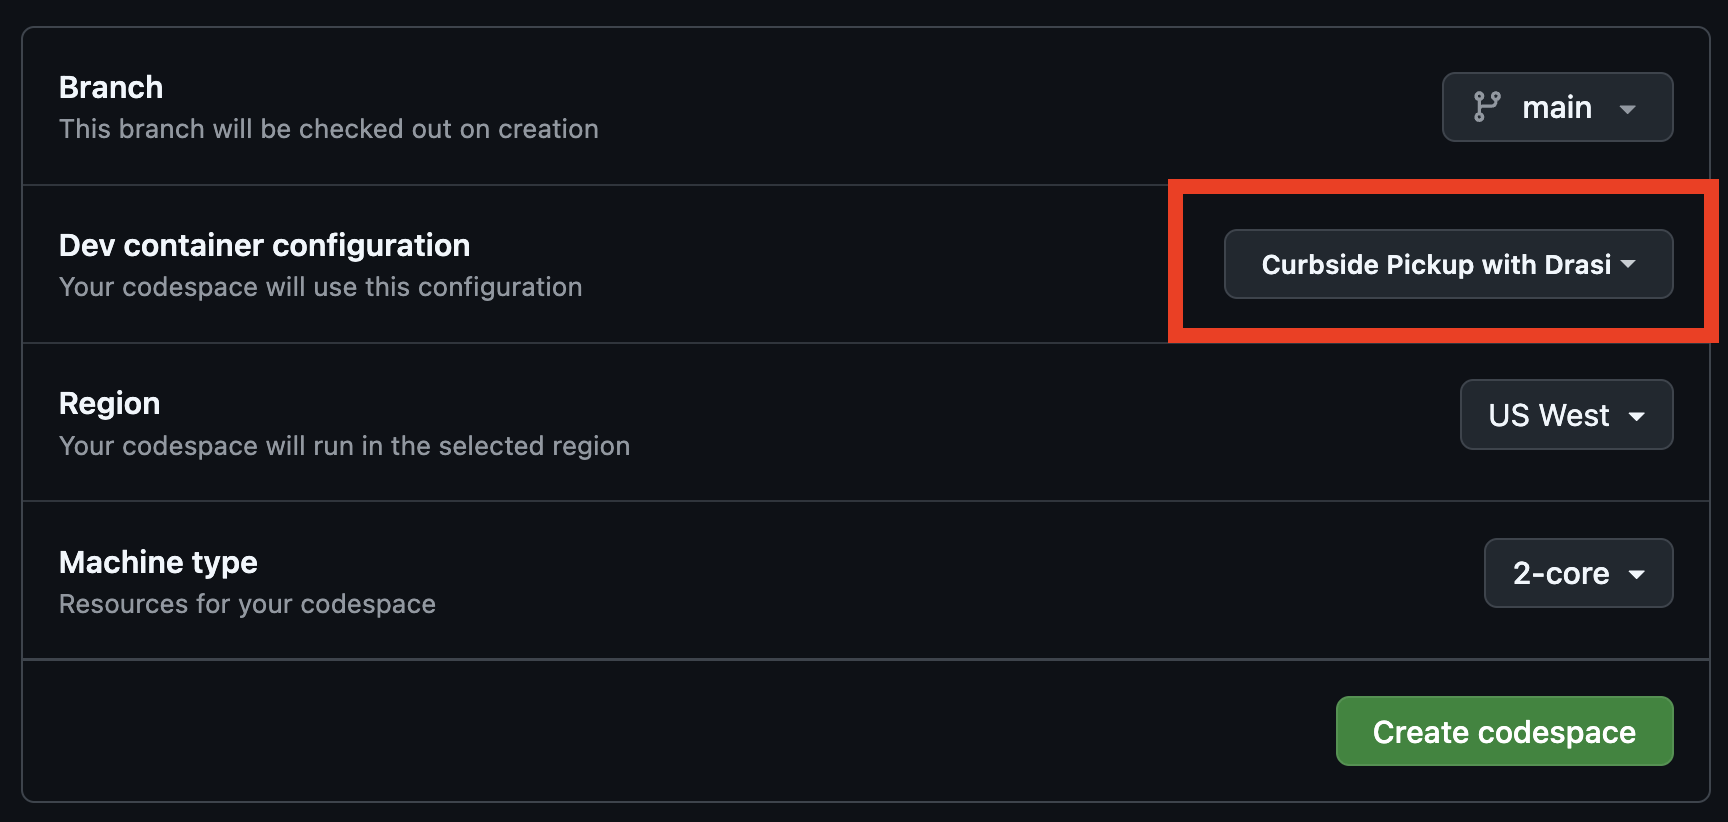 Branch
This branch will be checked out on creation
main
Dev container configuration
Your codespace will use this configuration
Curbside Pickup with Drasi
Region
Your codespace will run in the selected region
US West
Machine type
Resources for your codespace
2-core
Create codespace